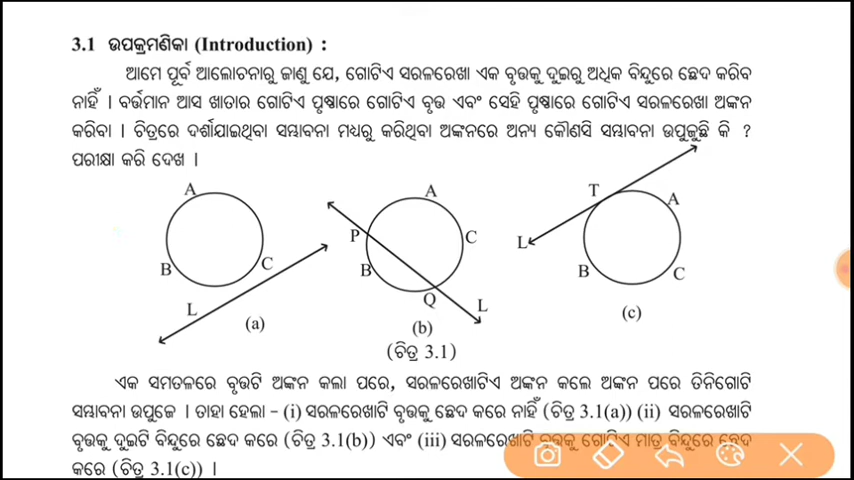 3.1 ଉପକ୍ରମଣିକା (Introduction) :
ଆମେ ପୂର୍ବ ଆଲୋଚନାରୁ ଜାଣୁ ଯେ, ଗୋଟିଏ ସରଳରେଖା ଏକ ବୃତ୍ତକୁ ଦୁଇରୁ ଅଧିକ ବିନ୍ଦୁରେ ଛେଦ କରିବ
ନାହିଁ । ବର୍ତ୍ତମାନ ଆସ ଖାତାର ଗୋଟିଏ ପୃଷ୍ଠାରେ ଗୋଟିଏ ବୃତ୍ତ ଏବଂ ସେହି ପୃଷ୍ଠାରେ ଗୋଟିଏ ସରଳରେଖା ଅଙ୍କନ
କରିବା । ଚିତ୍ରରେ ଦର୍ଶାଯାଇଥିବା ସମ୍ଭାବନା ମଧ୍ୟରୁ କରିଥିବା ଅଙ୍କନରେ ଅନ୍ୟ କୌଣସି ସମ୍ଭାବନା ଉପୁଜୁଛି କି ?
ପରୀକ୍ଷା କରି ଦେଖ ।
A B C L (a)
A P C B Q L (b)
T A L B C (c)
(ଚିତ୍ର 3.1)
ଏକ ସମତଳରେ ବୃତ୍ତଟି ଅଙ୍କନ କଲା ପରେ, ସରଳରେଖାଟିଏ ଅଙ୍କନ କଲେ ଅଙ୍କନ ପରେ ତିନିଗୋଟି
ସମ୍ଭାବନା ଉପୁଜେ । ତାହା ହେଲା – (i) ସରଳରେଖାଟି ବୃତ୍ତକୁ ଛେଦ କରେ ନାହିଁ (ଚିତ୍ର 3.1(a)) (ii) ସରଳରେଖାଟି
ବୃତ୍ତକୁ ଦୁଇଟି ବିନ୍ଦୁରେ ଛେଦ କରେ (ଚିତ୍ର 3.1(b)) ଏବଂ (iii) ସରଳରେଖାଟି ବୃତ୍ତକୁ ଗୋଟିଏ ମାତ୍ର ବିନ୍ଦୁରେ ଛେଦ
କରେ (ଚିତ୍ର 3.1(c)) ।